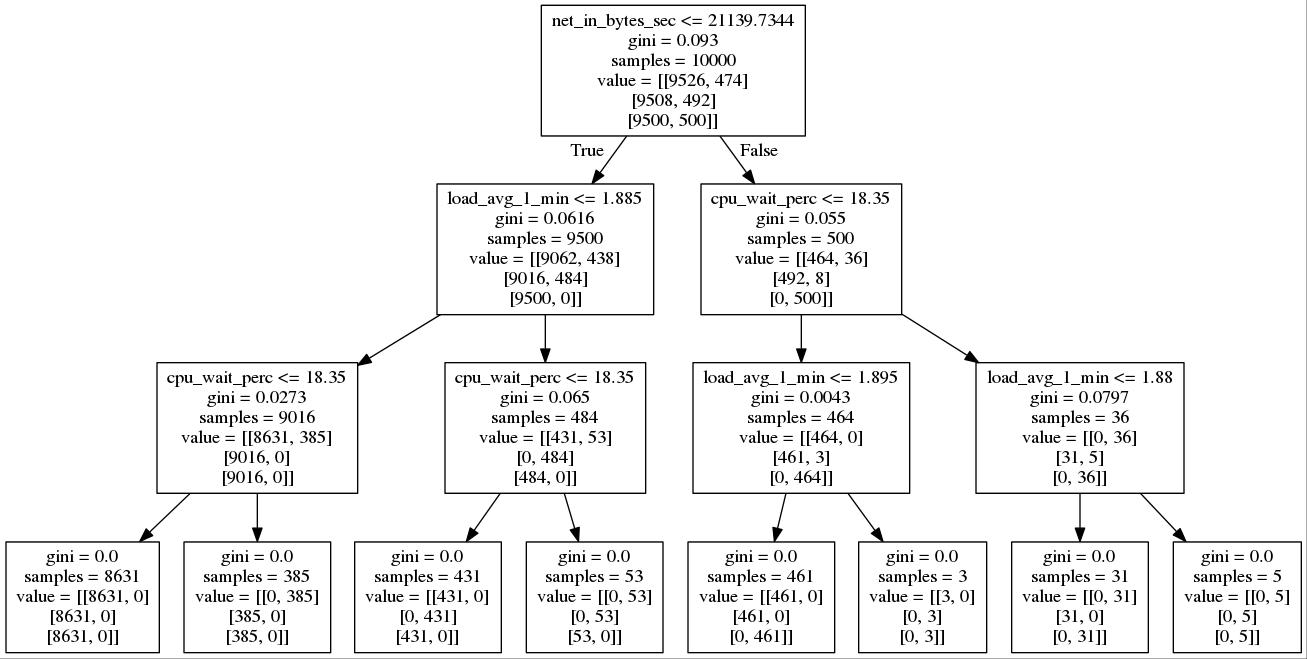 net_in_bytes_sec <= 21139.7344
gini = 0.093
samples = 10000
value = [[9526, 474]
[9508, 492]
[9500, 500]]
True
False
load_avg_1_min <= 1.885
gini = 0.0616
samples = 9500
value = [[9062, 438]
[9016, 484]
[9500, 0]]
cpu_wait_perc <= 18.35
gini = 0.055
samples = 500
value = [[464, 36]
[492, 8]
[0, 500]]
cpu_wait_perc <= 18.35
gini = 0.0273
samples = 9016
value = [[8631, 385]
[9016, 0]
[9016, 0]]
cpu_wait_perc <= 18.35
gini = 0.065
samples = 484
value = [[431, 53]
[0, 484]
[484, 0]]
load_avg_1_min <= 1.895
gini = 0.0043
samples = 464
value = [[464, 0]
[461, 3]
[0, 464]]
load_avg_1_min <= 1.88
gini = 0.0797
samples = 36
value = [[0, 36]
[31, 5]
[0, 36]]
gini = 0.0
samples = 8631
value = [[8631, 0]
[8631, 0]
[8631, 0]]
gini = 0.0
samples = 385
value = [[0, 385]
[385, 0]
[385, 0]]
gini = 0.0
samples = 431
value = [[431, 0]
[0, 431]
[431, 0]]
gini = 0.0
samples = 53
value = [[0, 53]
[0, 53]
[53, 0]]
gini = 0.0
samples = 461
value = [[461, 0]
[461, 0]
[0, 461]]
gini = 0.0
samples = 3
value = [[3, 0]
[0, 3]
[0, 3]]
gini = 0.0
samples = 31
value = [[0, 31]
[31, 0]
[0, 31]]
gini = 0.0
samples = 5
value = [[0, 5]
[0, 5]
[0, 5]]